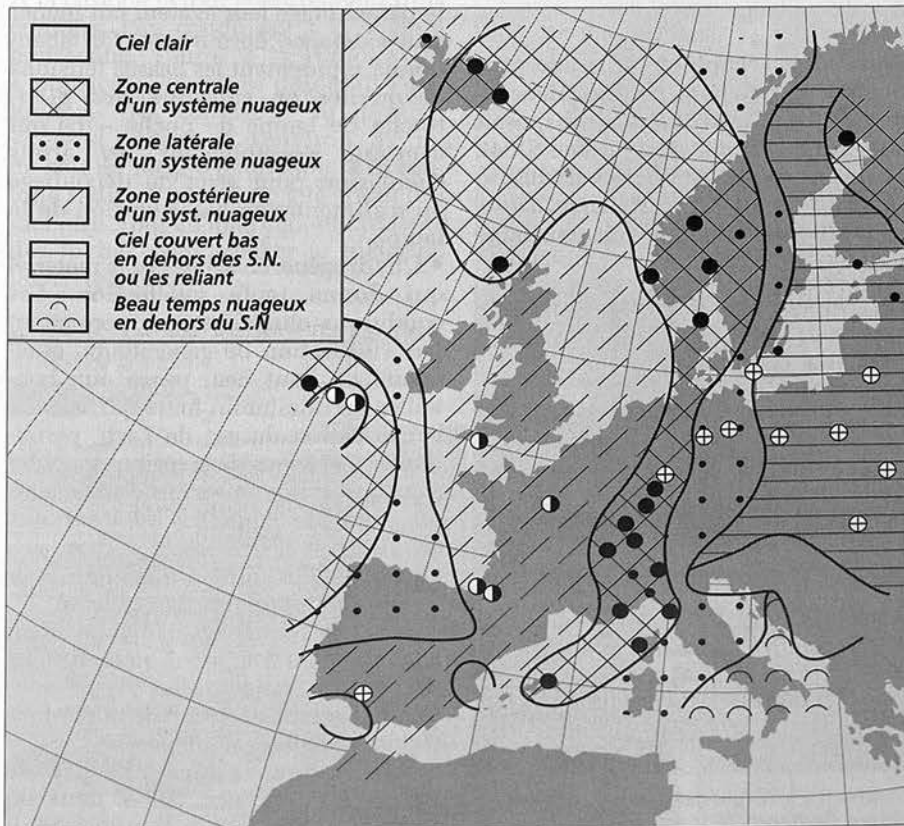 Ciel clair
Zone centrale
d'un système nuageux
Zone latérale
d'un système nuageux
Zone postérieure
d'un syst. nuageux
Ciel couvert bas
en dehors des S.N.
ou les reliant
Beau temps nuageux
en dehors du S.N